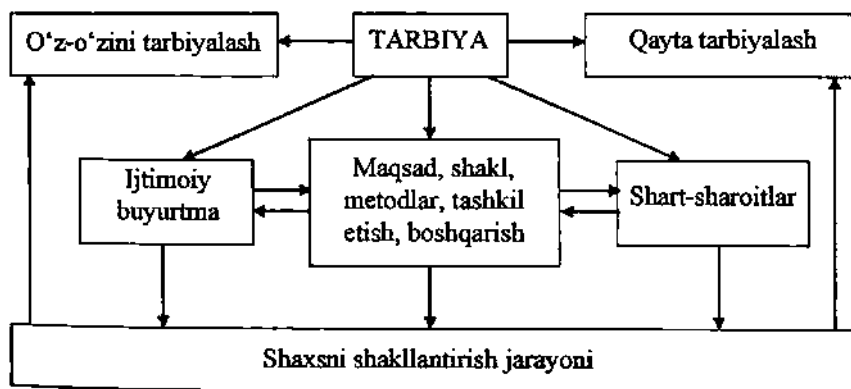 O‘z-o‘zini tarbiyalash
TARBIYA
Qayta tarbiyalash
Ijtimoiy
buyurtma
Maqsad, shakl,
metodlar, tashkil
etish, boshqarish
Shart-sharoitlar
Shaxsni shakllantirish jarayoni